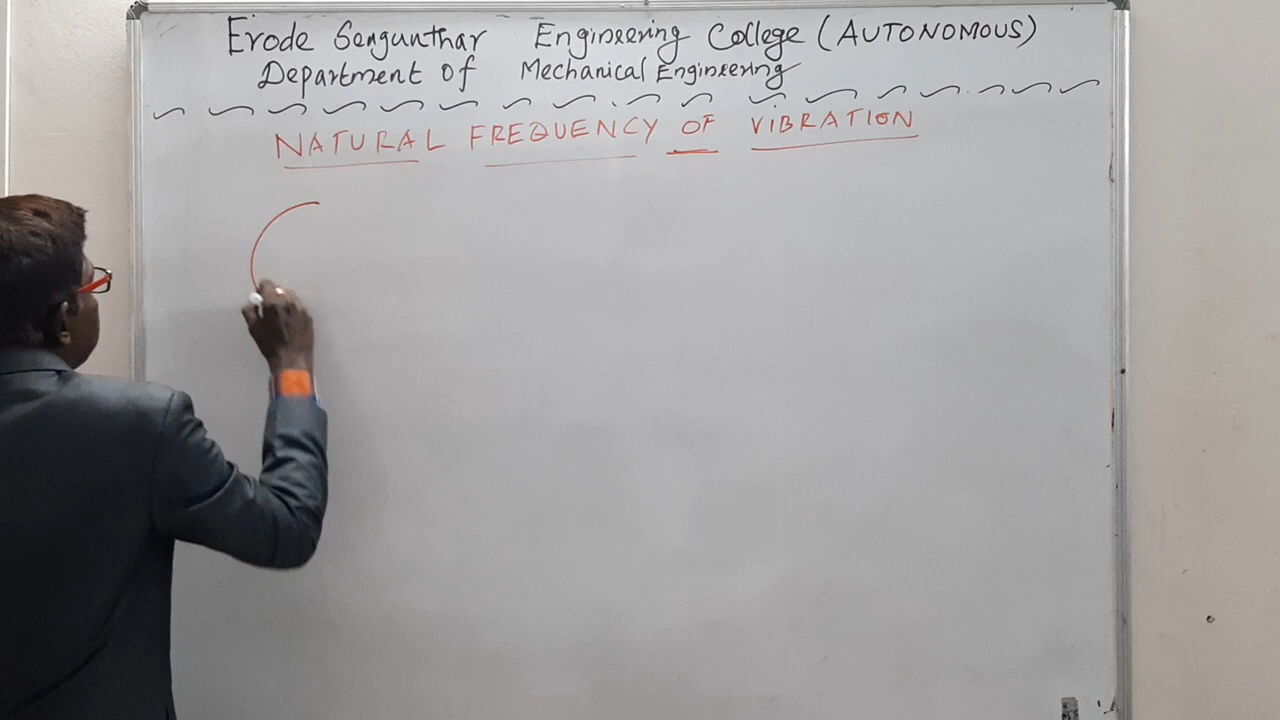 Erode Sengunthar Engineering College (AUTONOMOUS)
Department of Mechanical Engineering
NATURAL FREQUENCY OF VIBRATION